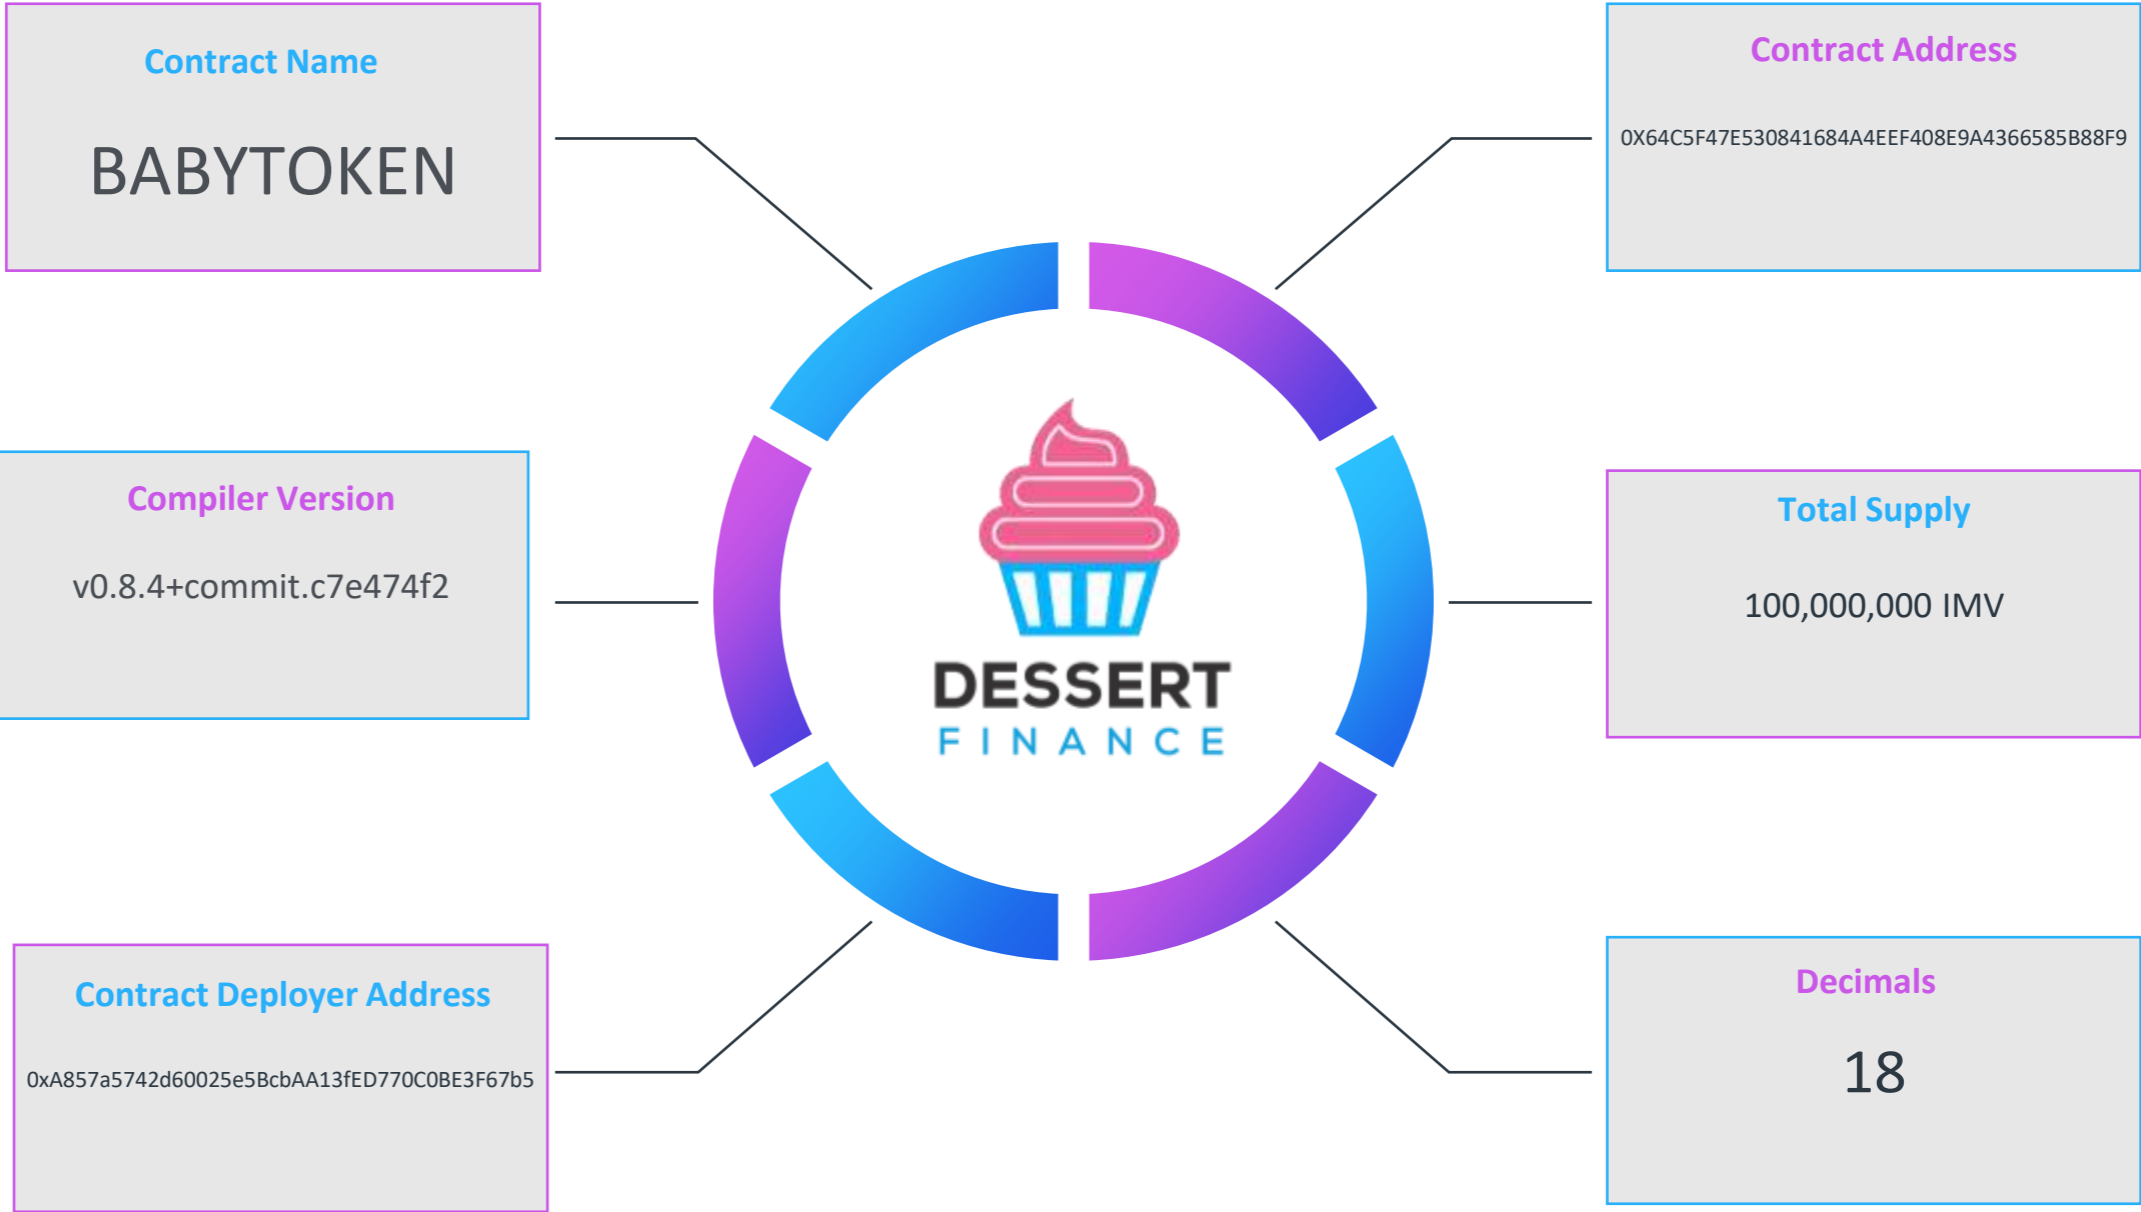 Contract Name
BABYTOKEN
Contract Address
0X64C5F47E530841684A4EEF408E9A4366585B88F9
Compiler Version
v0.8.4+commit.c7e474f2
Total Supply
100,000,000 IMV
DESSERT
FINANCE
Contract Deployer Address
0xA857a5742d60025e5BcbAA13fED770C0BE3F67b5
Decimals
18